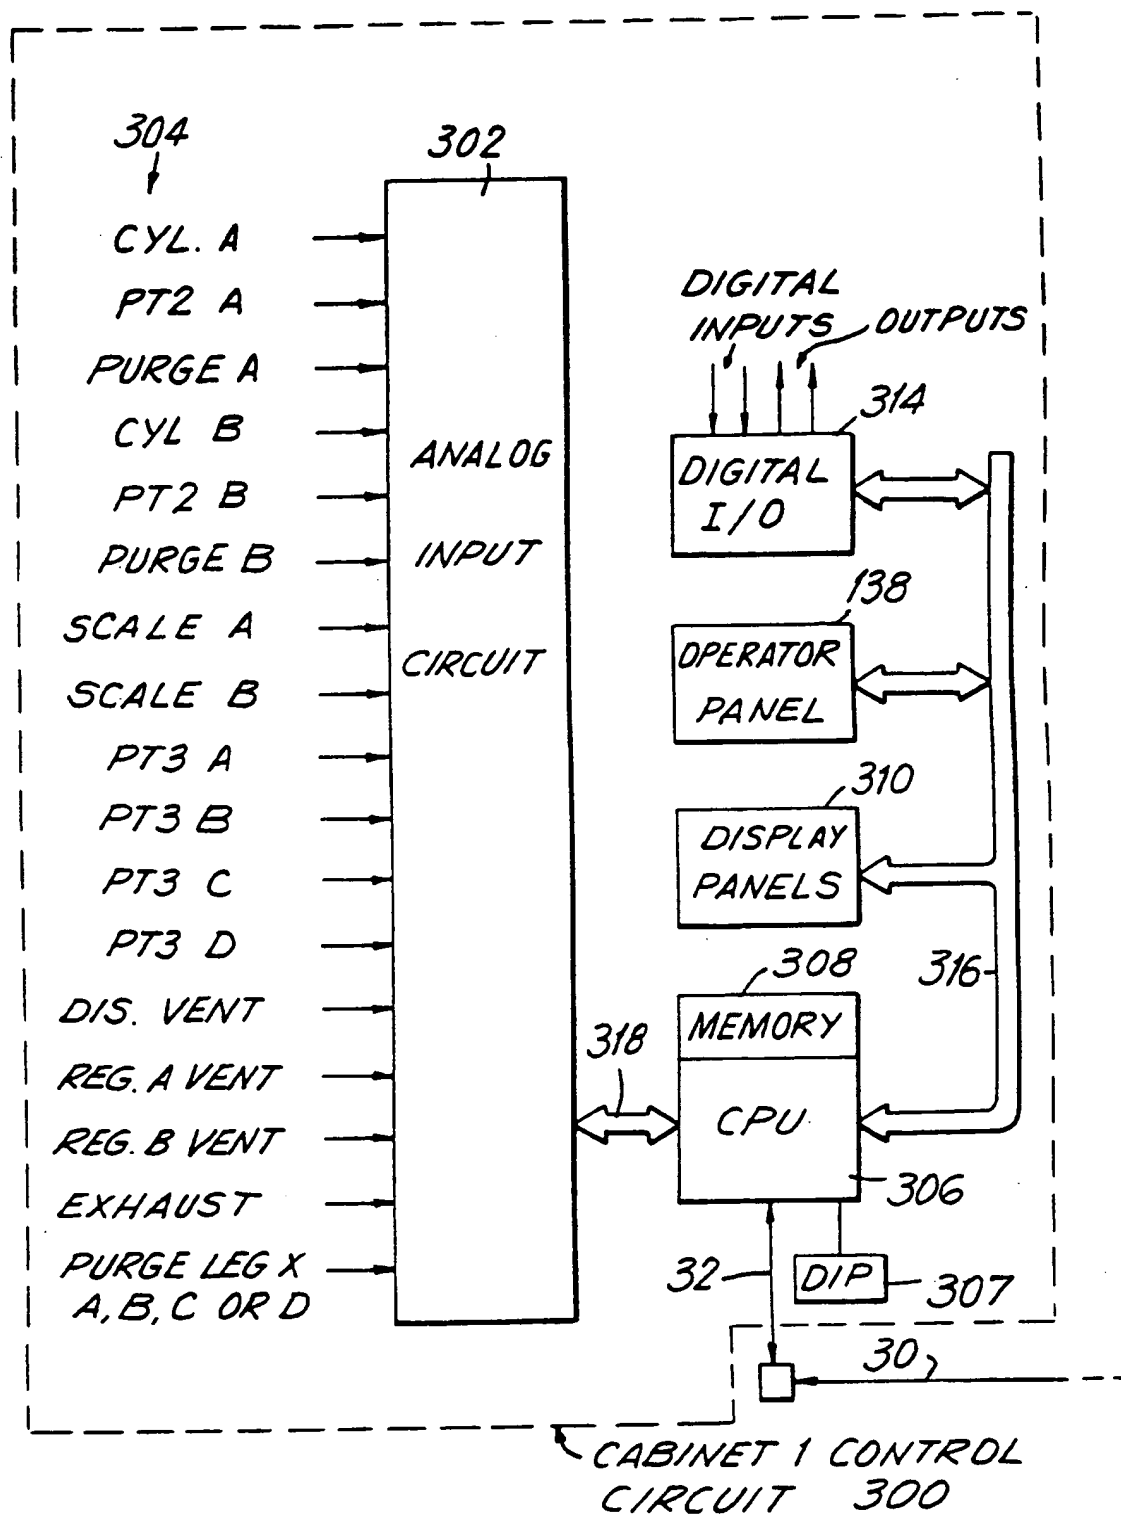 304
302
CYL. A
PT2 A
PURGE A
CYL B
PT2 B
PURGE B
SCALE A
SCALE B
PT3 A
PT3 B
PT3 C
PT3 D
DIS. VENT
REG. A VENT
REG. B VENT
EXHAUST
PURGE LEG X
A, B, C OR D
ANALOG
INPUT
CIRCUIT
DIGITAL
INPUTS
OUTPUTS
314
DIGITAL
I/O
138
OPERATOR
PANEL
310
DISPLAY
PANELS
316
308
MEMORY
318
CPU
306
32
DIP
307
30
CABINET 1 CONTROL
CIRCUIT 300